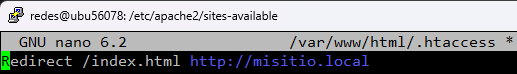 redes@ubu56078: /etc/apache2/sites-available
GNU nano 6.2 /var/www/html/.htaccess *
Redirect /index.html http://misitio.local